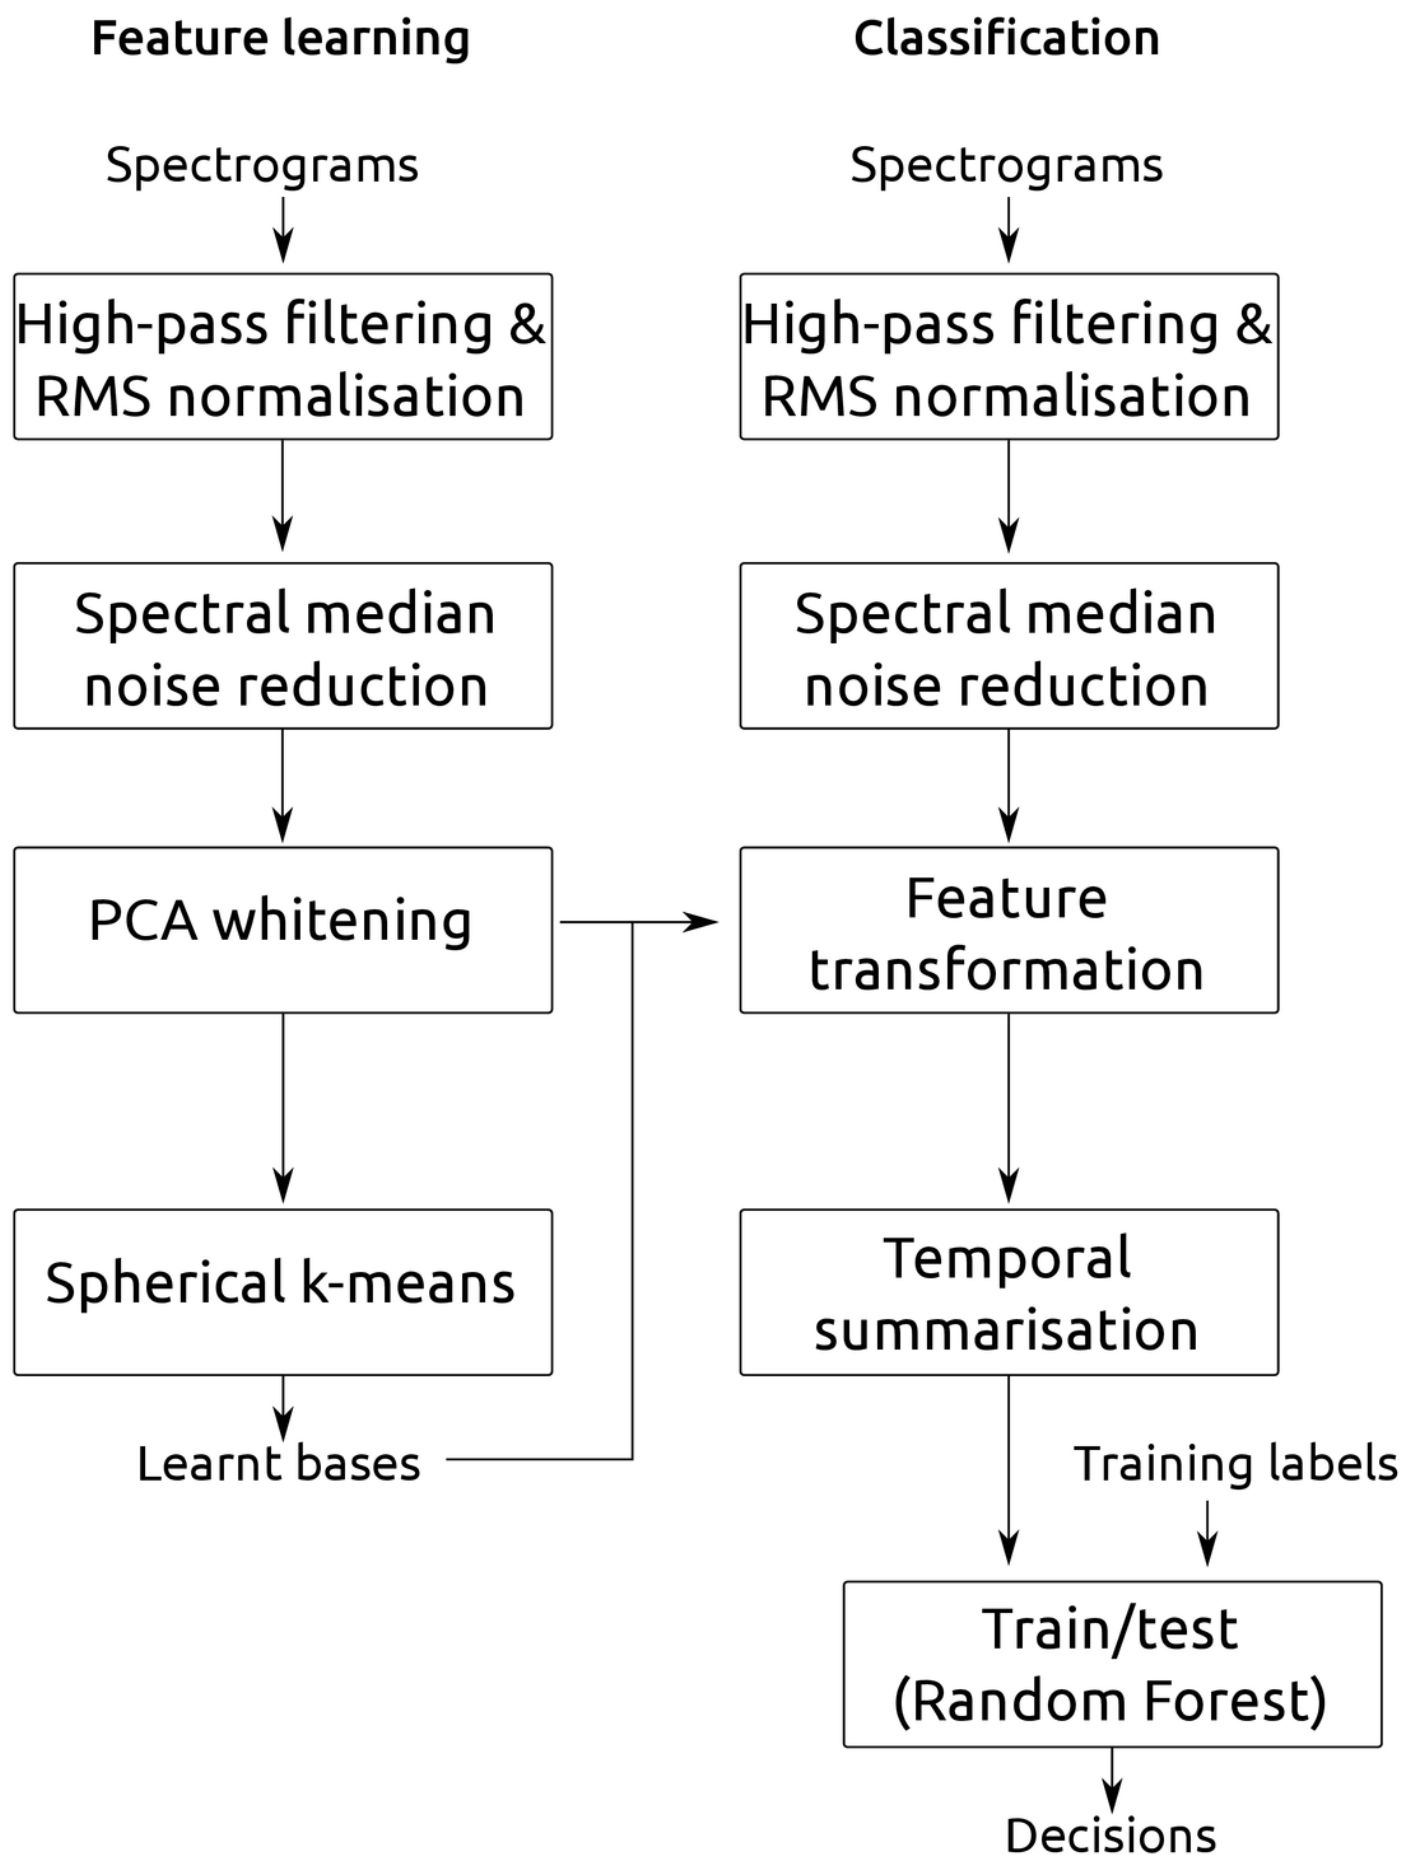 Feature learning
Spectrograms
High-pass filtering &
RMS normalisation
Spectral median
noise reduction
PCA whitening
Spherical k-means
Learnt bases
Classification
Spectrograms
High-pass filtering &
RMS normalisation
Spectral median
noise reduction
Feature
transformation
Temporal
summarisation
Training labels
Train/test
(Random Forest)
Decisions